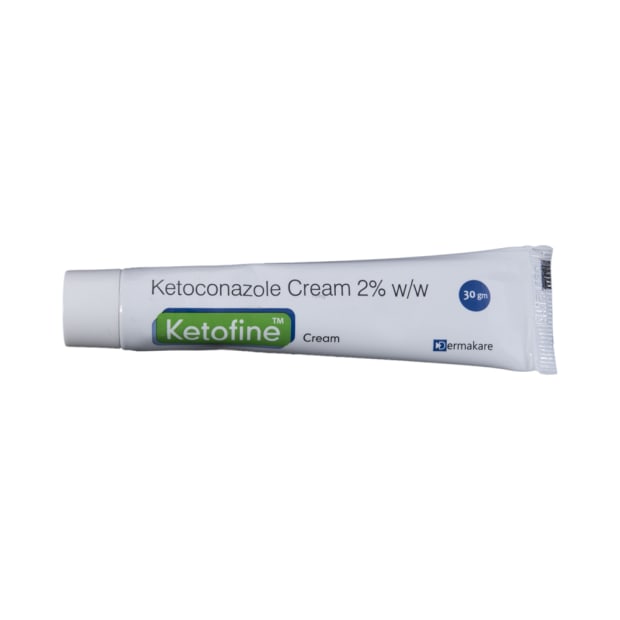 Ketoconazole Cream 2% w/w
30 gm
Ketofine™
Cream
Dermakare